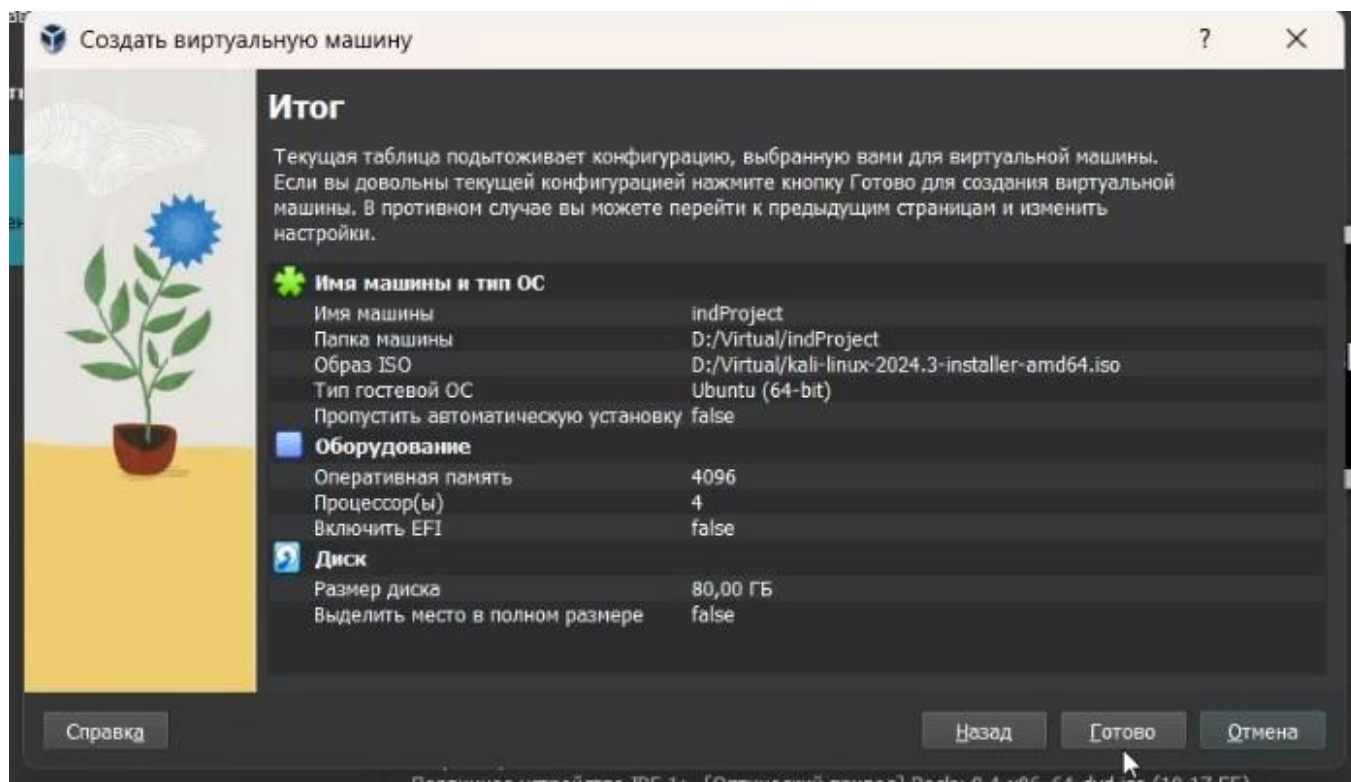 Создать виртуальную машину
?
Итог
Текущая таблица подытоживает конфигурацию, выбранную вами для виртуальной машины.
Если вы довольны текущей конфигурацией нажмите кнопку Готово для создания виртуальной
машины. В противном случае вы можете перейти к предыдущим страницам и изменить
настройки.
Имя машины и тип ОС
Имя машины indProject
Папка машины D:/Virtual/indProject
Образ ISO D:/Virtual/kali-linux-2024.3-installer-amd64.iso
Тип гостевой ОС Ubuntu (64-bit)
Пропустить автоматическую установку false
Оборудование
Оперативная память 4096
Процессор(ы) 4
Включить EFI false
Диск
Размер диска 80,00 ГБ
Выделить место в полном размере false
Справка Назад Готово Отмена